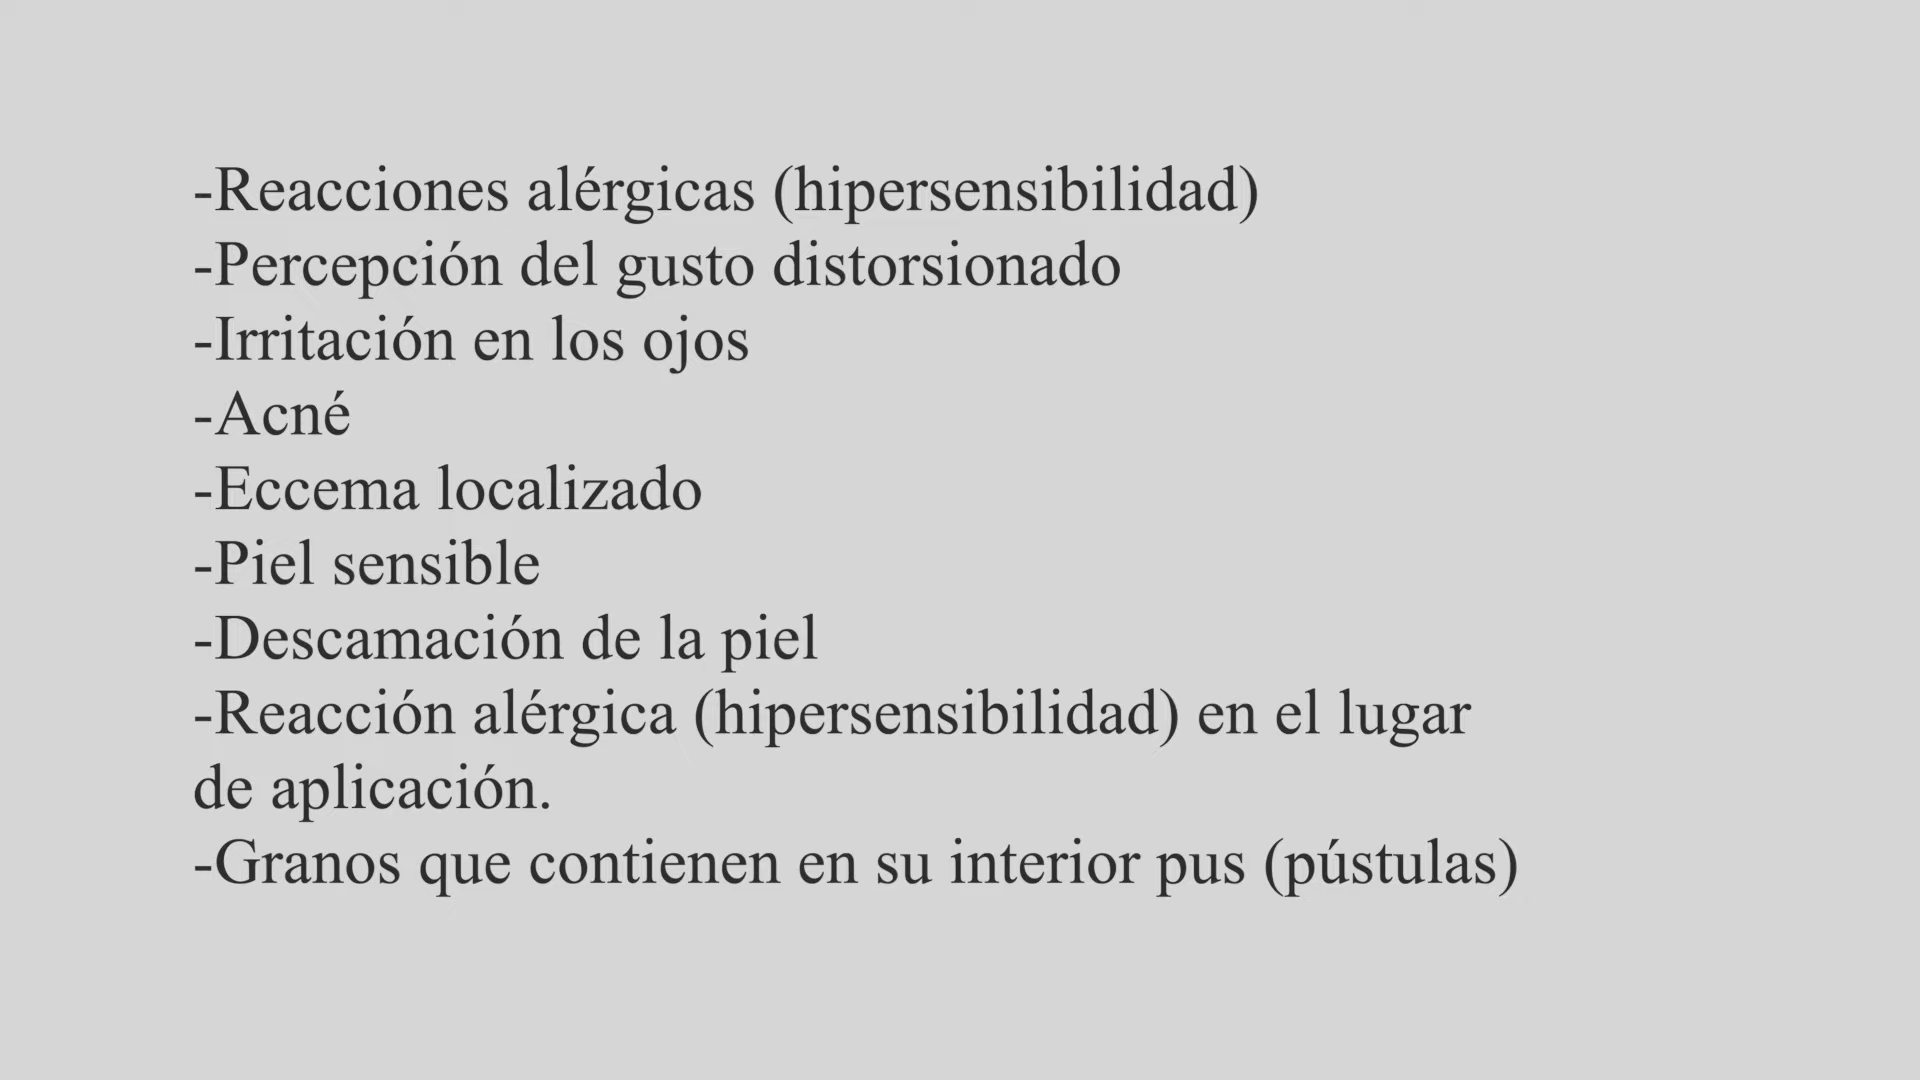 -Reacciones alérgicas (hipersensibilidad)
-Percepción del gusto distorsionado
-Irritación en los ojos
-Acné
-Eccema localizado
-Piel sensible
-Descamación de la piel
-Reacción alérgica (hipersensibilidad) en el lugar
de aplicación.
-Granos que contienen en su interior pus (pústulas)